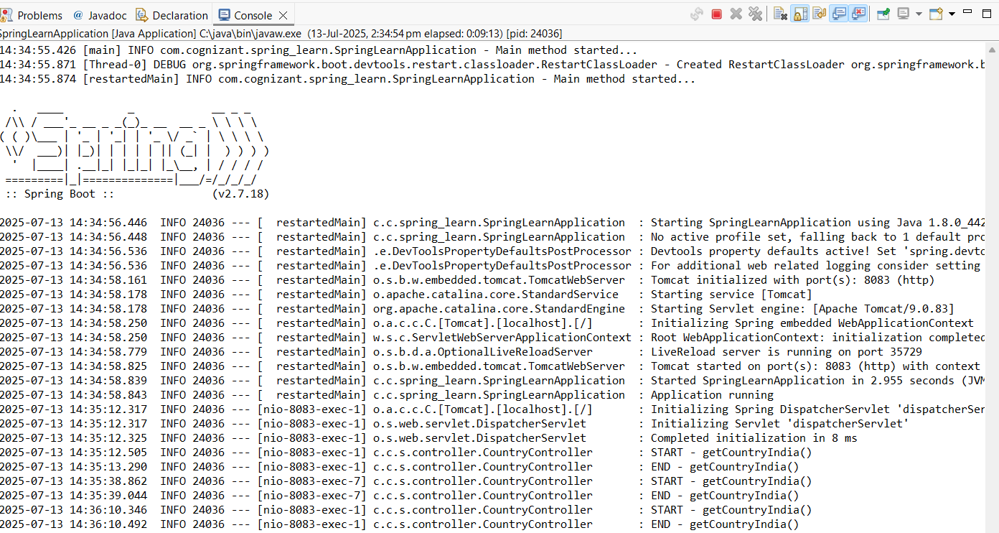 Problems @ Javadoc Declaration Console
SpringLearnApplication [Java Application] C:\java\bin\javaw.exe (13-Jul-2025, 2:34:54 pm elapsed: 0:09:13) [pid: 24036]
14:34:55.426 [main] INFO com.cognizant.spring_learn.SpringLearnApplication - Main method started...
14:34:55.871 [Thread-0] DEBUG org.springframework.boot.devtools.restart.classloader.RestartClassLoader - Created RestartClassLoader org.springframework.b
14:34:55.874 [restartedMain] INFO com.cognizant.spring_learn.SpringLearnApplication - Main method started...
  .   ____          _            __ _ _
 /\\ / ___'_ __ _ _(_)_ __  __ _ \ \ \ \
( ( )\___ | '_ | '_| | '_ \/ _` | \ \ \ \
 \\/  ___)| |_)| | | | | || (_| |  ) ) ) )
  '  |____| .__|_| |_|_| |_\__, | / / / /
 =========|_|==============|___/=/_/_/_/
 :: Spring Boot ::                (v2.7.18)
2025-07-13 14:34:56.446  INFO 24036 --- [  restartedMain] c.c.spring_learn.SpringLearnApplication  : Starting SpringLearnApplication using Java 1.8.0_442
2025-07-13 14:34:56.448  INFO 24036 --- [  restartedMain] c.c.spring_learn.SpringLearnApplication  : No active profile set, falling back to 1 default pro
2025-07-13 14:34:56.536  INFO 24036 --- [  restartedMain] .e.DevToolsPropertyDefaultsPostProcessor : Devtools property defaults active! Set 'spring.devto
2025-07-13 14:34:56.536  INFO 24036 --- [  restartedMain] .e.DevToolsPropertyDefaultsPostProcessor : For additional web related logging consider setting
2025-07-13 14:34:58.161  INFO 24036 --- [  restartedMain] o.s.b.w.embedded.tomcat.TomcatWebServer  : Tomcat initialized with port(s): 8083 (http)
2025-07-13 14:34:58.178  INFO 24036 --- [  restartedMain] o.apache.catalina.core.StandardService   : Starting service [Tomcat]
2025-07-13 14:34:58.178  INFO 24036 --- [  restartedMain] org.apache.catalina.core.StandardEngine  : Starting Servlet engine: [Apache Tomcat/9.0.83]
2025-07-13 14:34:58.250  INFO 24036 --- [  restartedMain] o.a.c.c.C.[Tomcat].[localhost].[/]       : Initializing Spring embedded WebApplicationContext
2025-07-13 14:34:58.250  INFO 24036 --- [  restartedMain] w.s.c.ServletWebServerApplicationContext : Root WebApplicationContext: initialization completed
2025-07-13 14:34:58.779  INFO 24036 --- [  restartedMain] o.s.b.d.a.OptionalLiveReloadServer       : LiveReload server is running on port 35729
2025-07-13 14:34:58.825  INFO 24036 --- [  restartedMain] o.s.b.w.embedded.tomcat.TomcatWebServer  : Tomcat started on port(s): 8083 (http) with context
2025-07-13 14:34:58.839  INFO 24036 --- [  restartedMain] c.c.spring_learn.SpringLearnApplication  : Started SpringLearnApplication in 2.955 seconds (JVM
2025-07-13 14:34:58.843  INFO 24036 --- [  restartedMain] c.c.spring_learn.SpringLearnApplication  : Application running
2025-07-13 14:35:12.317  INFO 24036 --- [nio-8083-exec-1] o.a.c.c.C.[Tomcat].[localhost].[/]       : Initializing Spring DispatcherServlet 'dispatcherSer
2025-07-13 14:35:12.317  INFO 24036 --- [nio-8083-exec-1] o.s.web.servlet.DispatcherServlet        : Initializing Servlet 'dispatcherServlet'
2025-07-13 14:35:12.325  INFO 24036 --- [nio-8083-exec-1] o.s.web.servlet.DispatcherServlet        : Completed initialization in 8 ms
2025-07-13 14:35:12.505  INFO 24036 --- [nio-8083-exec-1] c.c.s.controller.CountryController       : START - getCountryIndia()
2025-07-13 14:35:13.290  INFO 24036 --- [nio-8083-exec-1] c.c.s.controller.CountryController       : END - getCountryIndia()
2025-07-13 14:35:38.862  INFO 24036 --- [nio-8083-exec-7] c.c.s.controller.CountryController       : START - getCountryIndia()
2025-07-13 14:35:39.044  INFO 24036 --- [nio-8083-exec-7] c.c.s.controller.CountryController       : END - getCountryIndia()
2025-07-13 14:36:10.346  INFO 24036 --- [nio-8083-exec-1] c.c.s.controller.CountryController       : START - getCountryIndia()
2025-07-13 14:36:10.492  INFO 24036 --- [nio-8083-exec-1] c.c.s.controller.CountryController       : END - getCountryIndia()